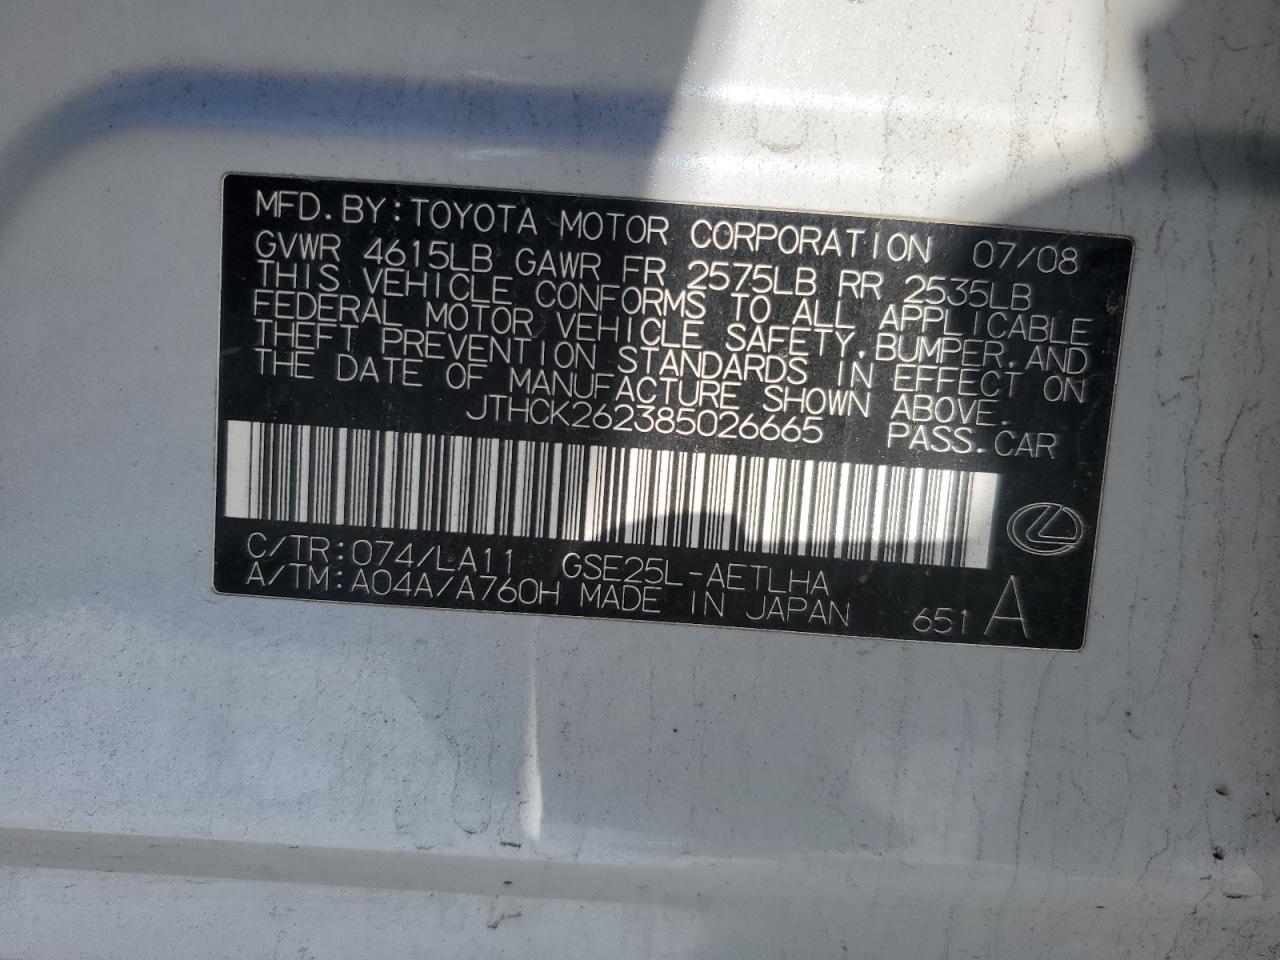 MFD.BY:TOYOTA MOTOR CORPORATION 07/08
GVWR 4615LB GAWR FR 2575LB RR 2535LB
THIS VEHICLE CONFORMS TO ALL APPLICABLE
FEDERAL MOTOR VEHICLE SAFETY,BUMPER,AND
THEFT PREVENTION STANDARDS IN EFFECT ON
THE DATE OF MANUFACTURE SHOWN ABOVE.
JTHCK262385026665 PASS.CAR
C/TR:074/LA11 GSE25L-AETLHA
A/TM:A04A/A760H MADE IN JAPAN 651 A